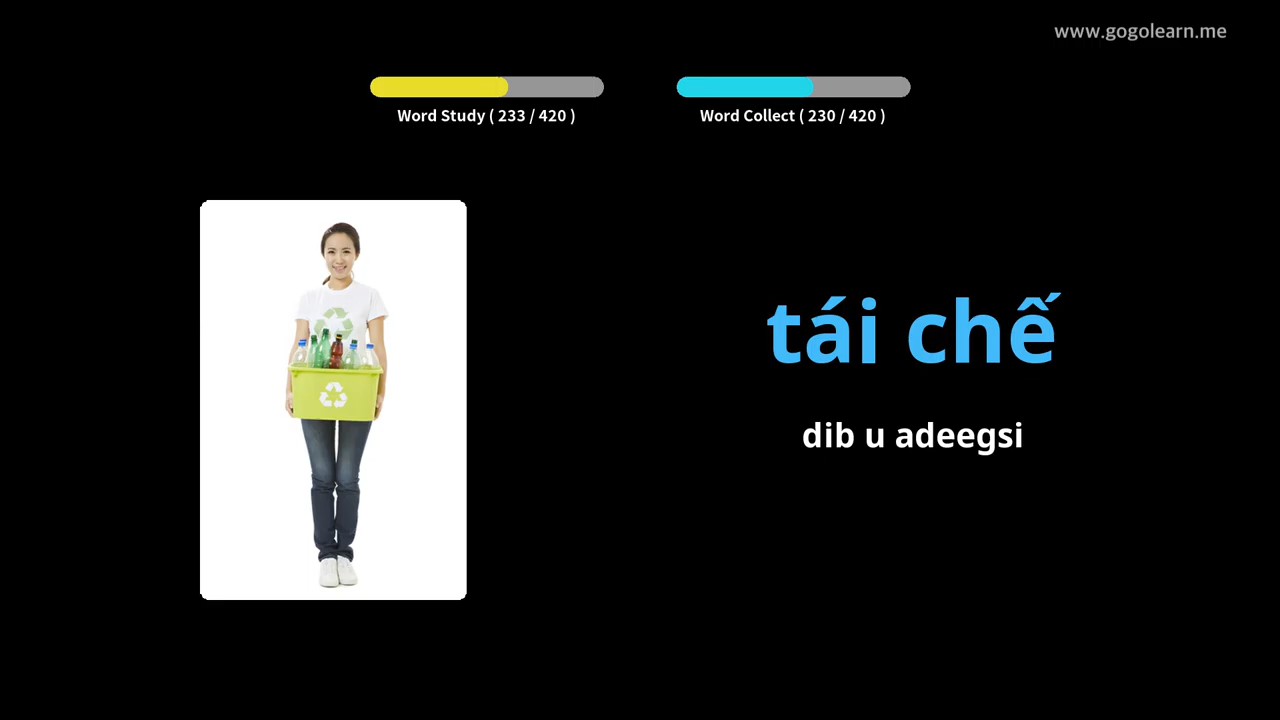 www.gogolearn.me
Word Study ( 233 / 420 )
Word Collect ( 230 / 420 )
tái chế
dib u adeegsi